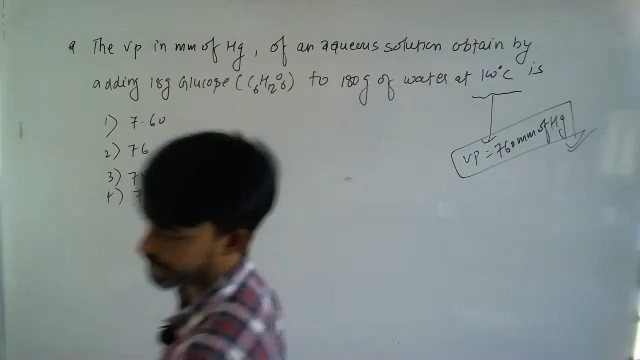 q The vp in mm of Hg, of an aqueous solution obtain by
adding 18g Glucose (C6H12O6) to 180g of water at 100°C is
1) 7.60
2) 76
3) 7
4) 7
VP = 760 mm of Hg